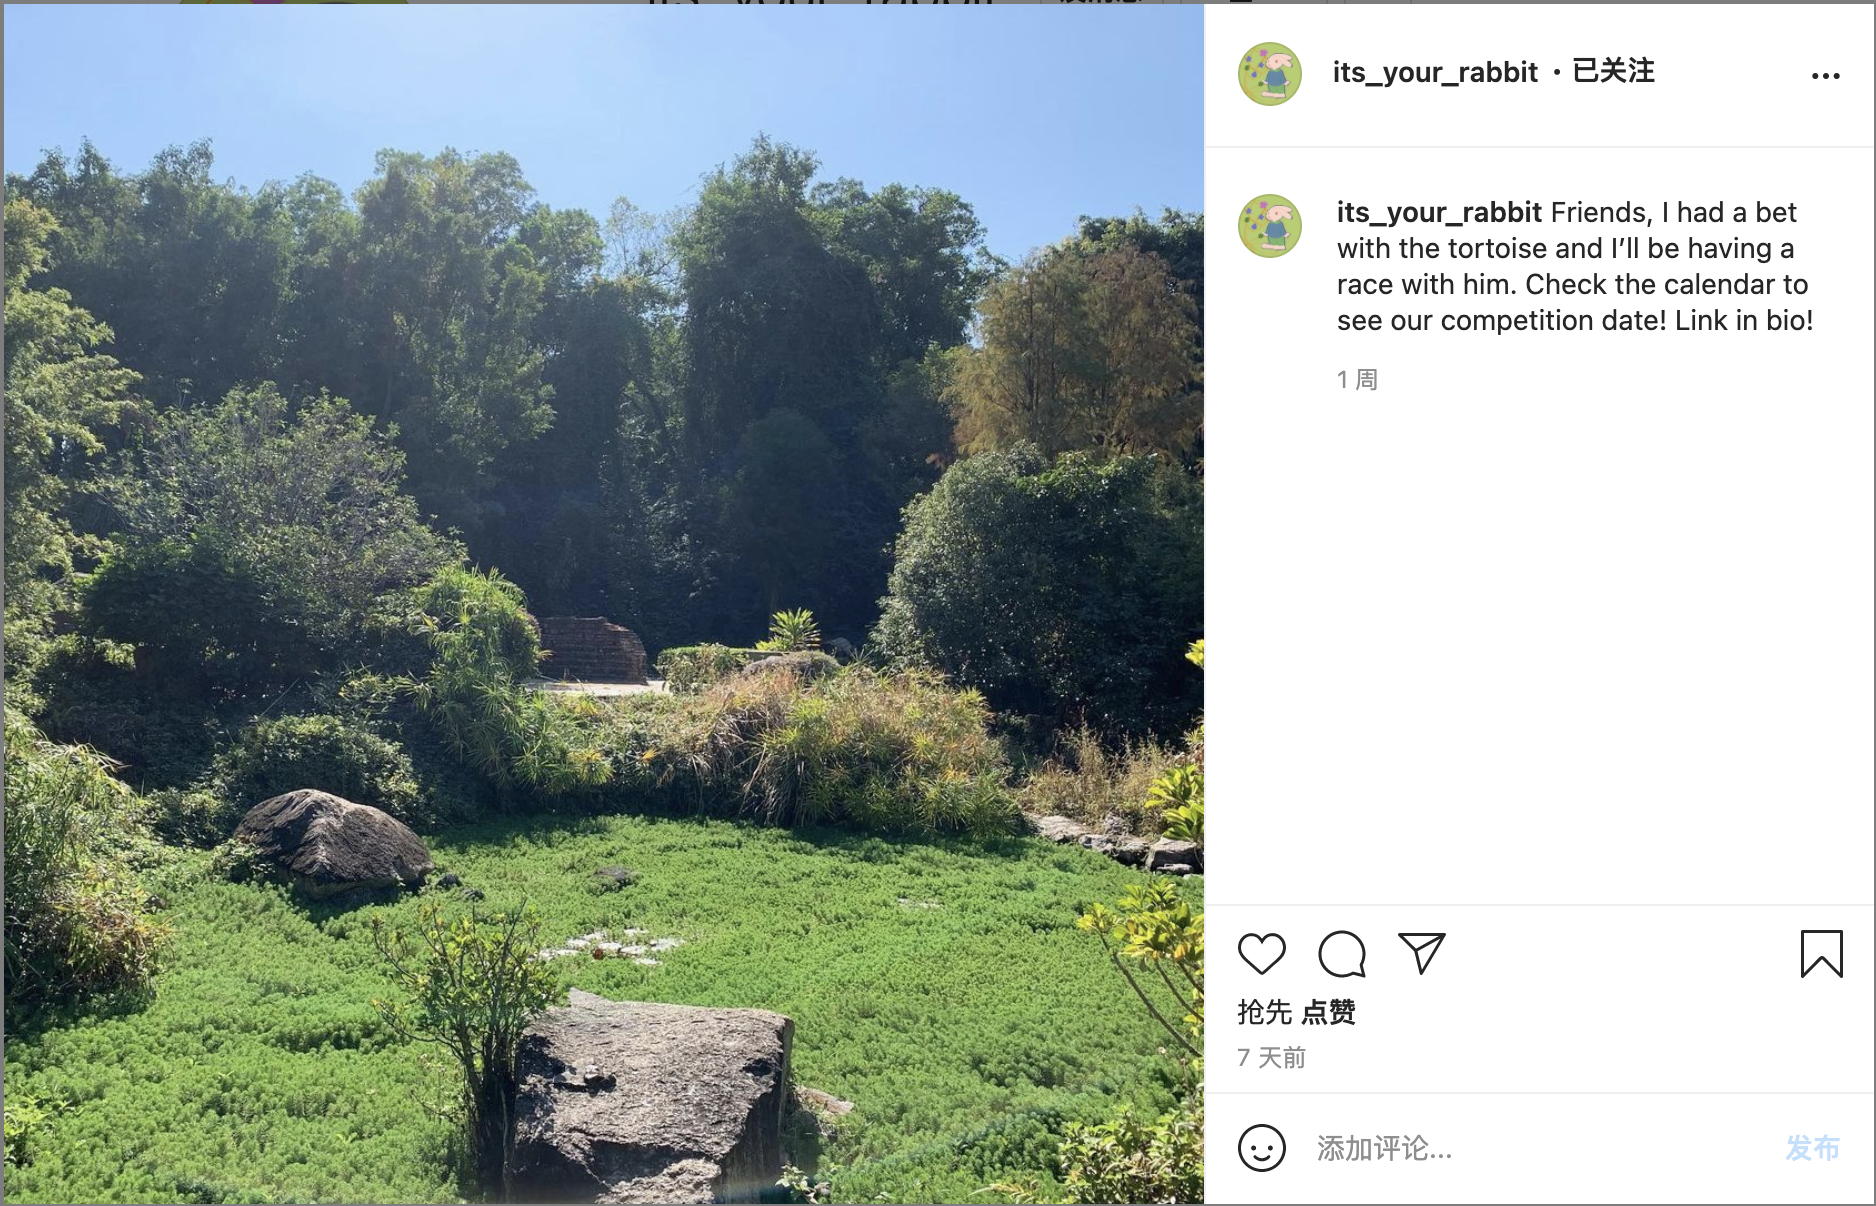 its_your_rabbit • 已关注
its_your_rabbit Friends, I had a bet
with the tortoise and I’ll be having a
race with him. Check the calendar to
see our competition date! Link in bio!
1 周
抢先 点赞
7 天前
添加评论...
发布